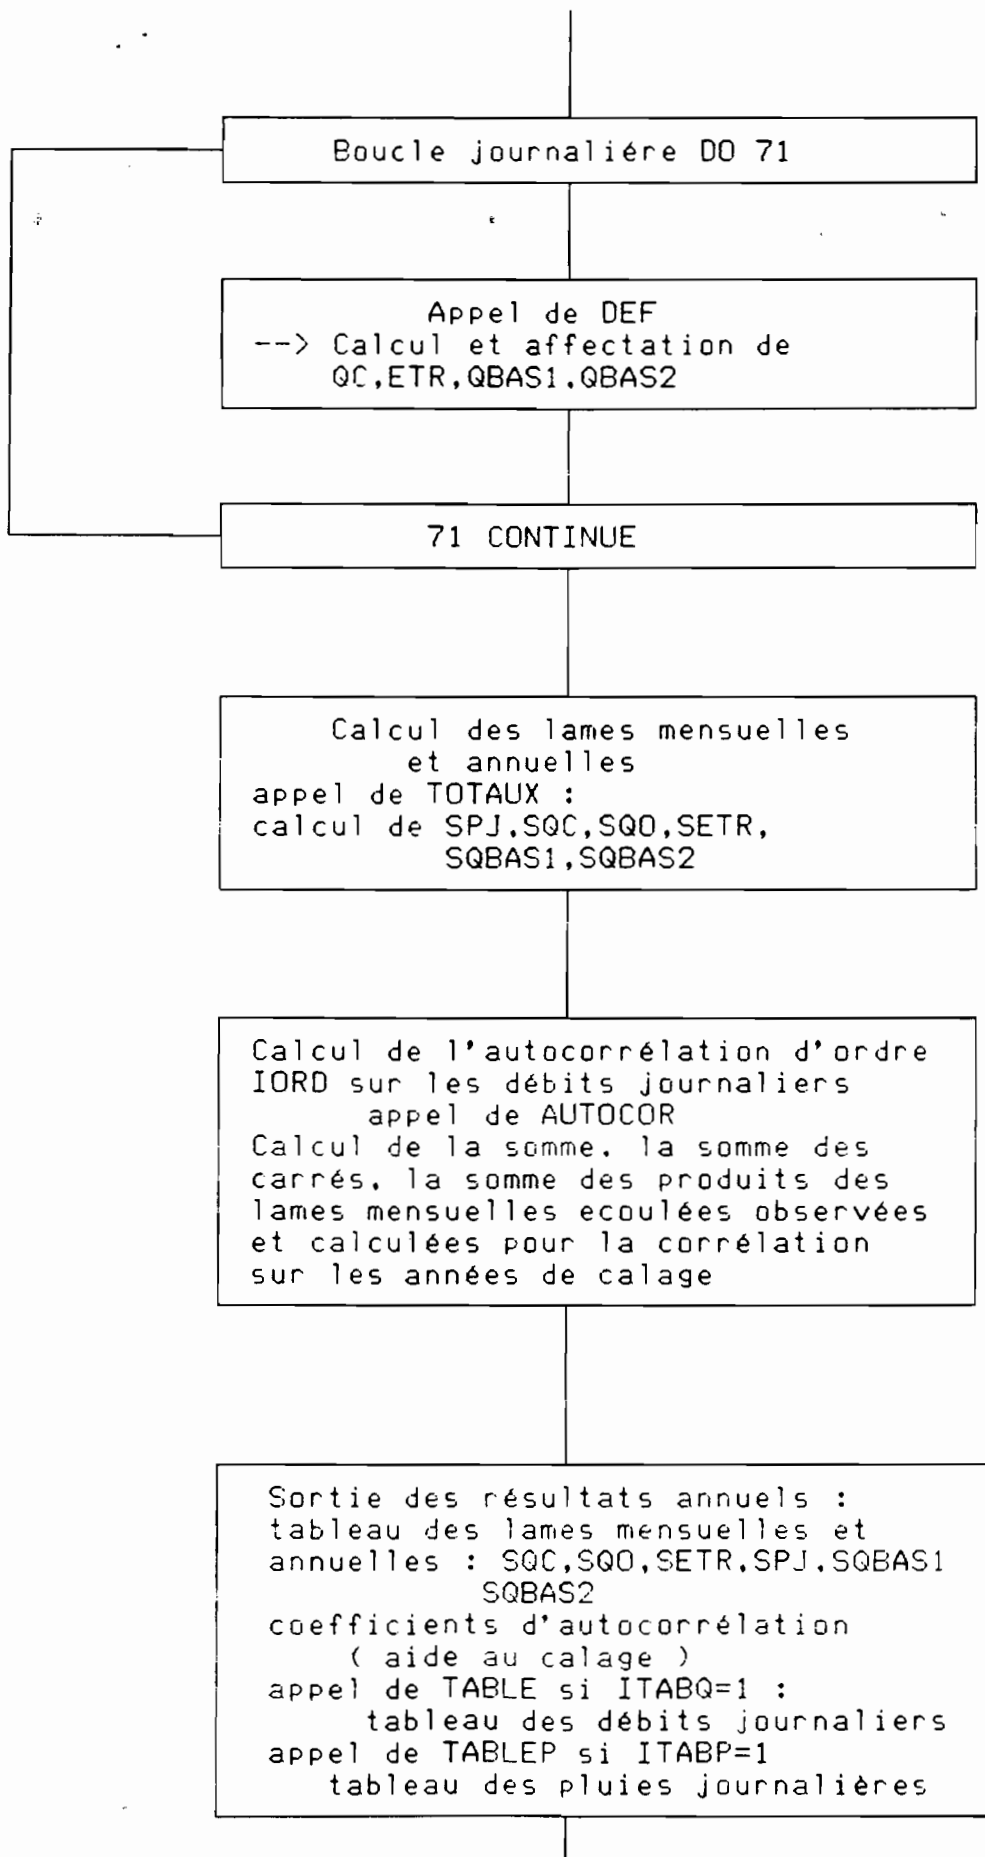 Boucle journaliére DO 71
Appel de DEF
--> Calcul et affectation de
QC,ETR,QBAS1,QBAS2
71 CONTINUE
Calcul des lames mensuelles
et annuelles
appel de TOTAUX :
calcul de SPJ,SQC,SQO,SETR,
SQBAS1,SQBAS2
Calcul de l'autocorrélation d'ordre
IORD sur les débits journaliers
appel de AUTOCOR
Calcul de la somme, la somme des
carrés, la somme des produits des
lames mensuelles ecoulées observées
et calculées pour la corrélation
sur les années de calage
Sortie des résultats annuels :
tableau des lames mensuelles et
annuelles : SQC,SQO,SETR,SPJ,SQBAS1
SQBAS2
coefficients d'autocorrélation
( aide au calage )
appel de TABLE si ITABQ=1 :
tableau des débits journaliers
appel de TABLEP si ITABP=1
tableau des pluies journalières